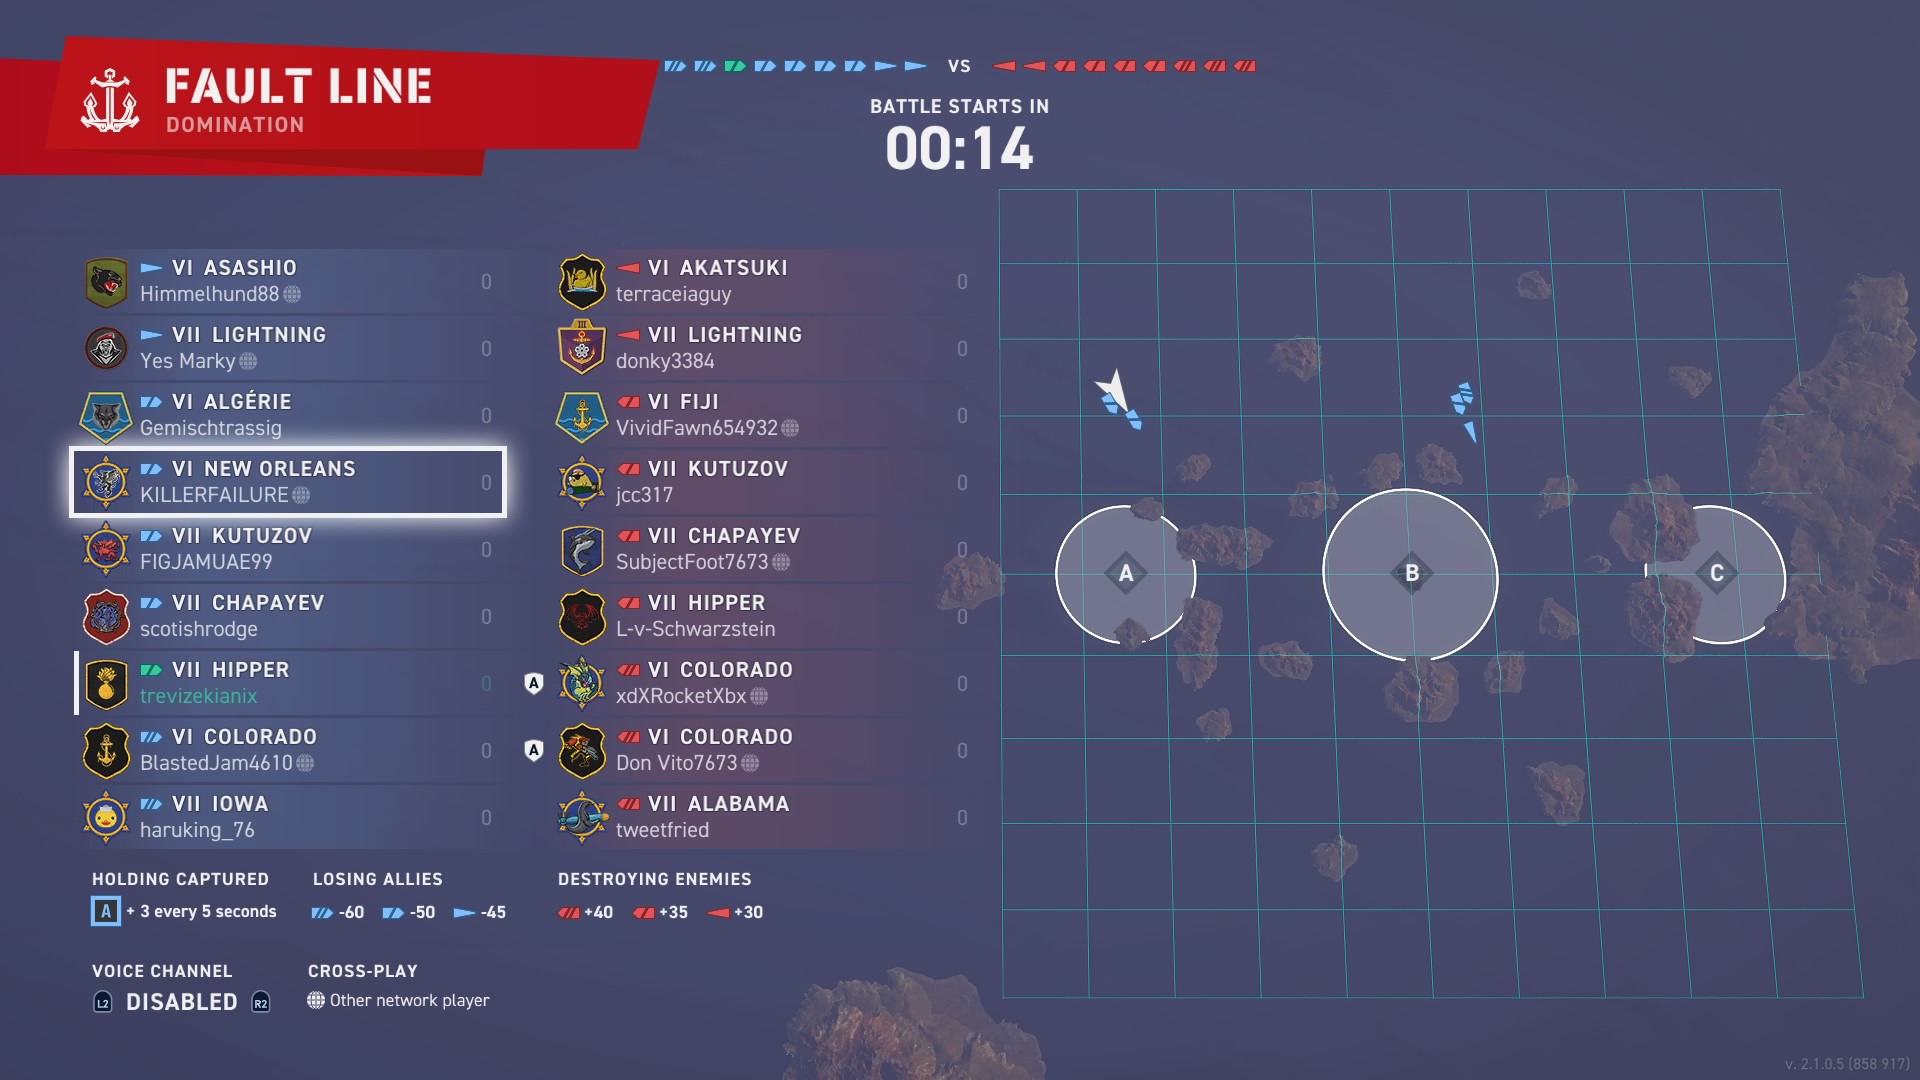 FAULT LINE
DOMINATION
VS
BATTLE STARTS IN
00:14
VI ASASHIO
Himmelhund88
0
VII LIGHTNING
Yes Marky
0
VI ALGÉRIE
Gemischtrassig
0
VI NEW ORLEANS
KILLERFAILURE
0
VII KUTUZOV
FIGJAMUAE99
0
VII CHAPAYEV
scotishrodge
0
VII HIPPER
trevizekianix
0
VI COLORADO
BlastedJam4610
0
VII IOWA
haruking_76
0
VI AKATSUKI
terraceiaguy
0
VII LIGHTNING
donky3384
0
VI FIJI
VividFawn654932
0
VII KUTUZOV
jcc317
0
VII CHAPAYEV
SubjectFoot7673
0
VII HIPPER
L-v-Schwarzstein
0
A
VI COLORADO
xdXRocketXbx
0
A
VI COLORADO
Don Vito7673
0
VII ALABAMA
tweetfried
0
A
B
C
HOLDING CAPTURED
A + 3 every 5 seconds
LOSING ALLIES
-60 -50 -45
DESTROYING ENEMIES
+40 +35 +30
VOICE CHANNEL
L2 DISABLED R2
CROSS-PLAY
Other network player
v. 2.1.0.5 (858 917)